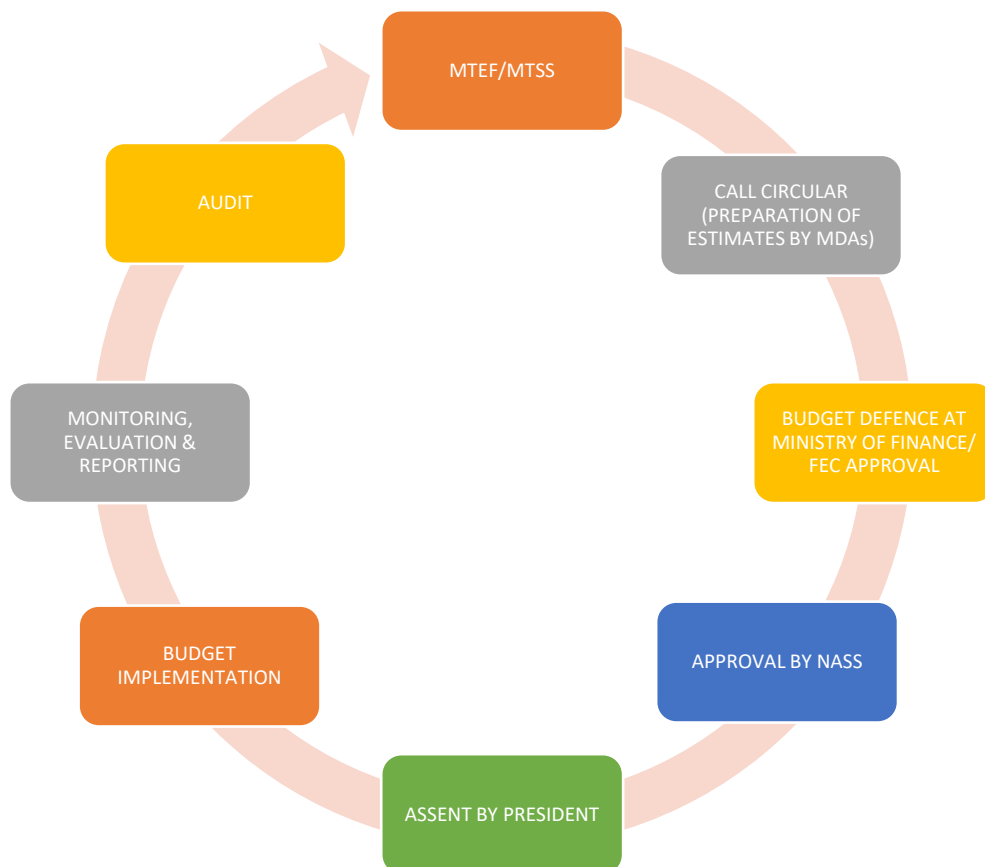 MTEF/MTSS
CALL CIRCULAR
(PREPARATION OF
ESTIMATES BY MDAs)
BUDGET DEFENCE AT
MINISTRY OF FINANCE/
FEC APPROVAL
APPROVAL BY NASS
ASSENT BY PRESIDENT
BUDGET
IMPLEMENTATION
MONITORING,
EVALUATION &
REPORTING
AUDIT